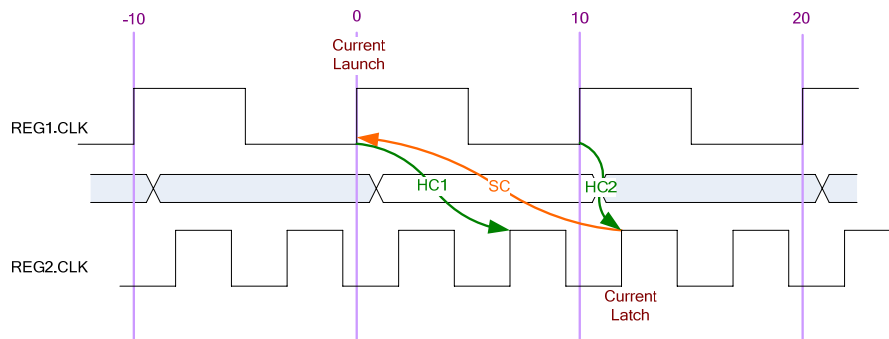 -10
0
10
20
Current
Launch
REG1.CLK
HC1
SC
HC2
REG2.CLK
Current
Latch